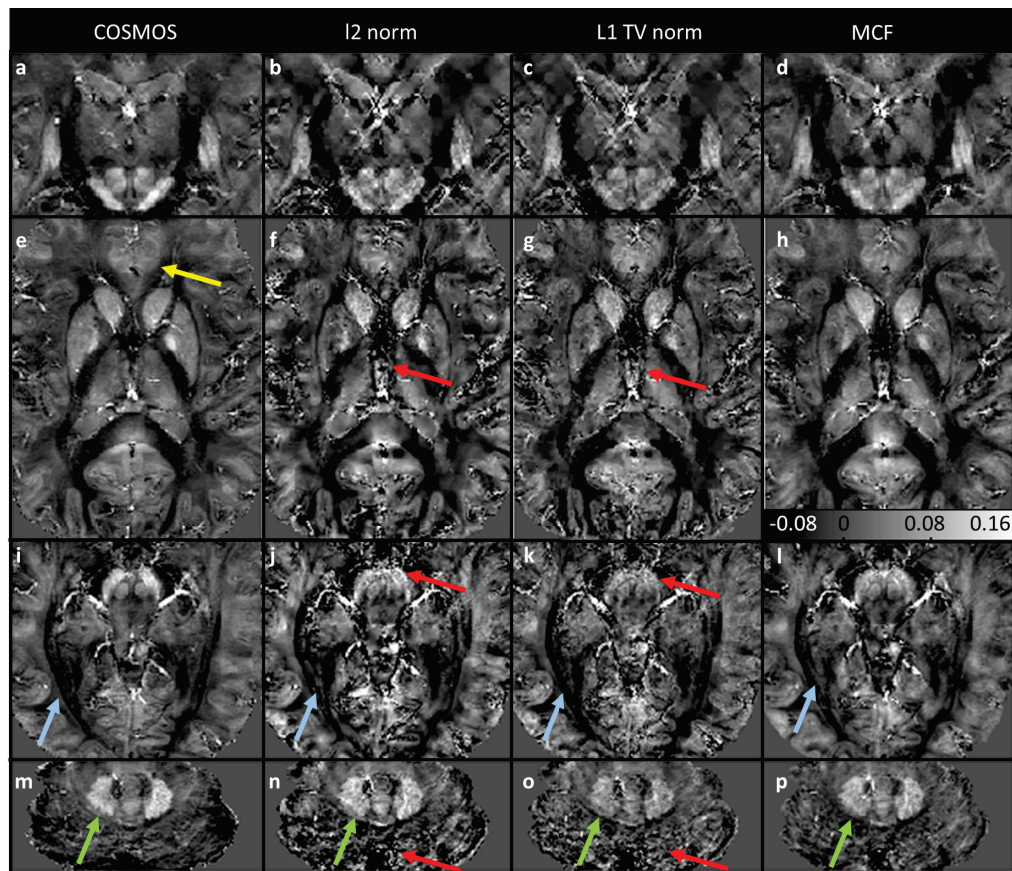 COSMOS l2 norm L1 TV norm MCF
a b c d
e f g h
-0.08 0 0.08 0.16
i j k l
m n o p